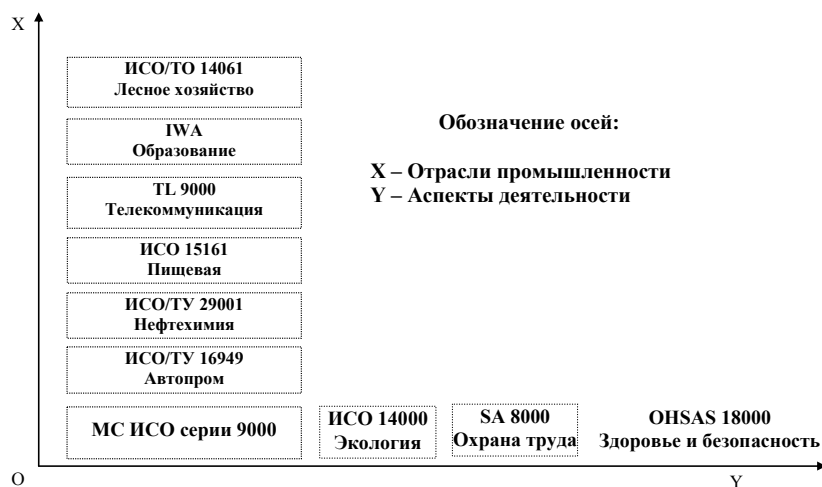 X
ИСО/ТО 14061
Лесное хозяйство
IWA
Образование
TL 9000
Телекоммуникация
ИСО 15161
Пищевая
ИСО/ТУ 29001
Нефтехимия
ИСО/ТУ 16949
Автопром
МС ИСО серии 9000
ИСО 14000
Экология
SA 8000
Охрана труда
OHSAS 18000
Здоровье и безопасность
Обозначение осей:
X – Отрасли промышленности
Y – Аспекты деятельности
O
Y